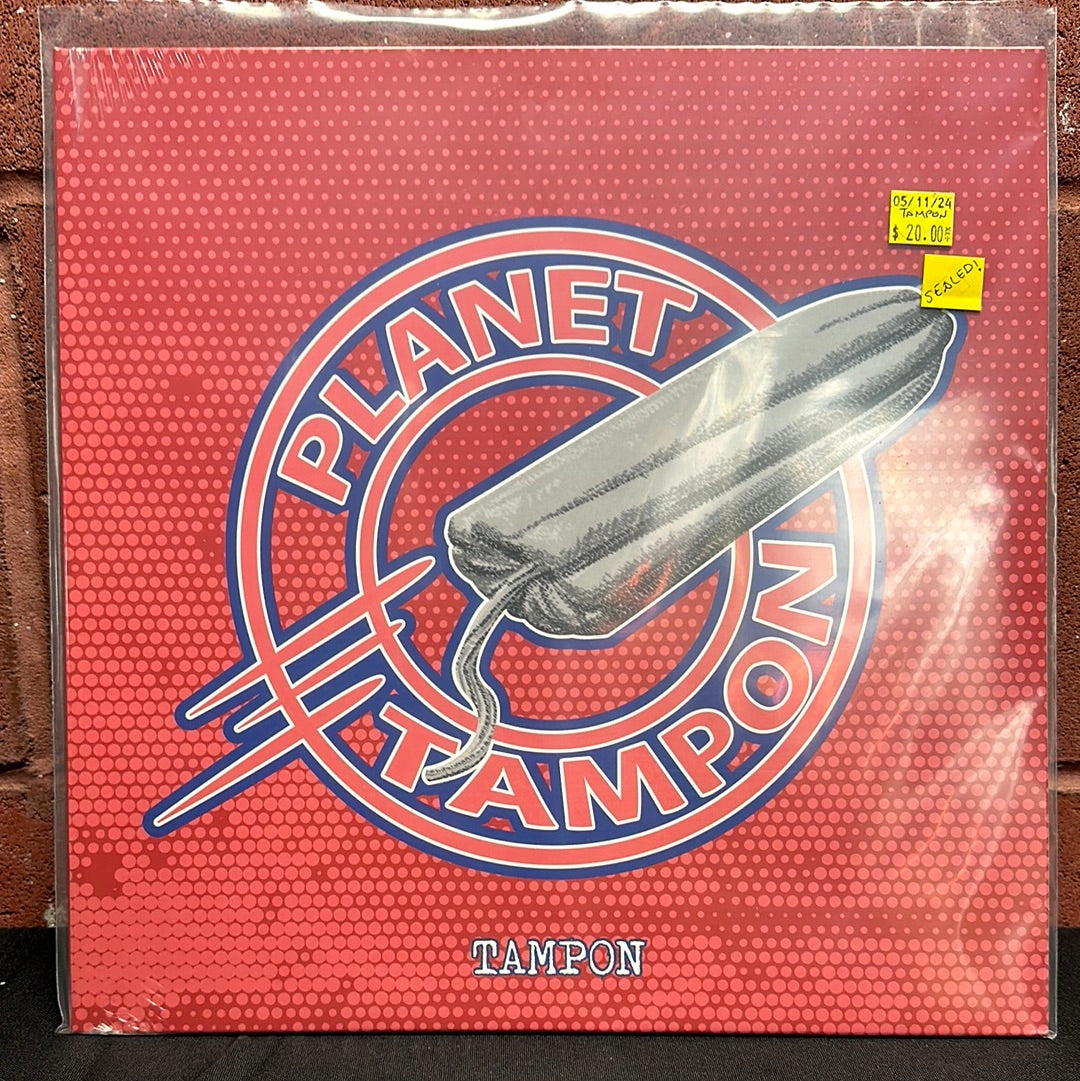 05/11/24
TAMPON
$ 20.00
SEALED!
PLANET
TAMPON
TAMPON